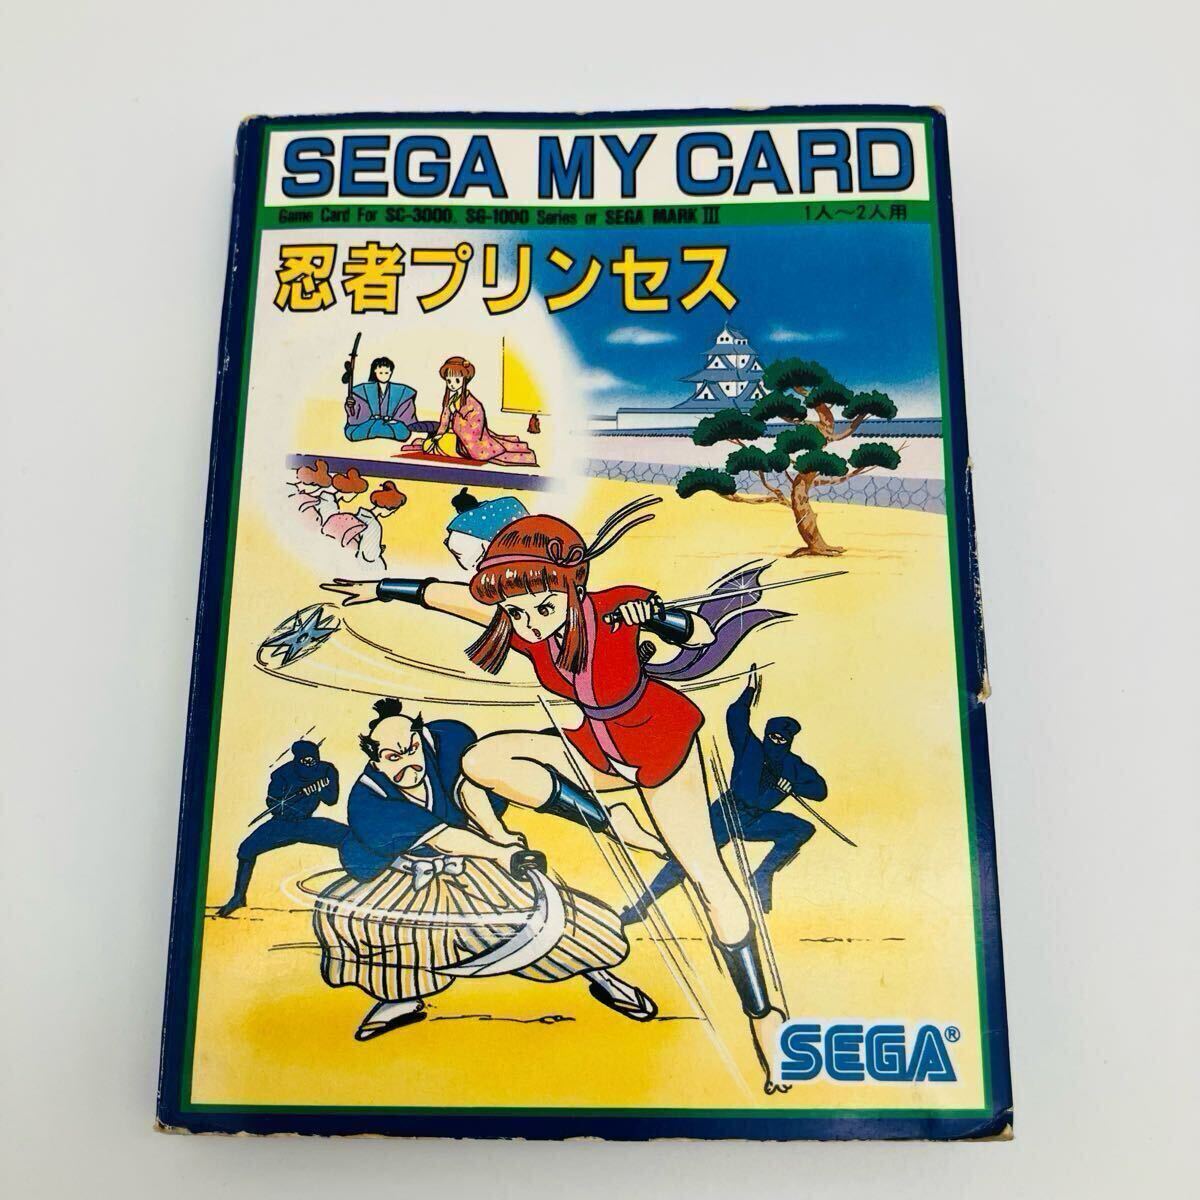 SEGA MY CARD
Game Card For SC-3000, SG-1000 Series or SEGA MARK III 1人～2人用
忍者プリンセス
SEGA®